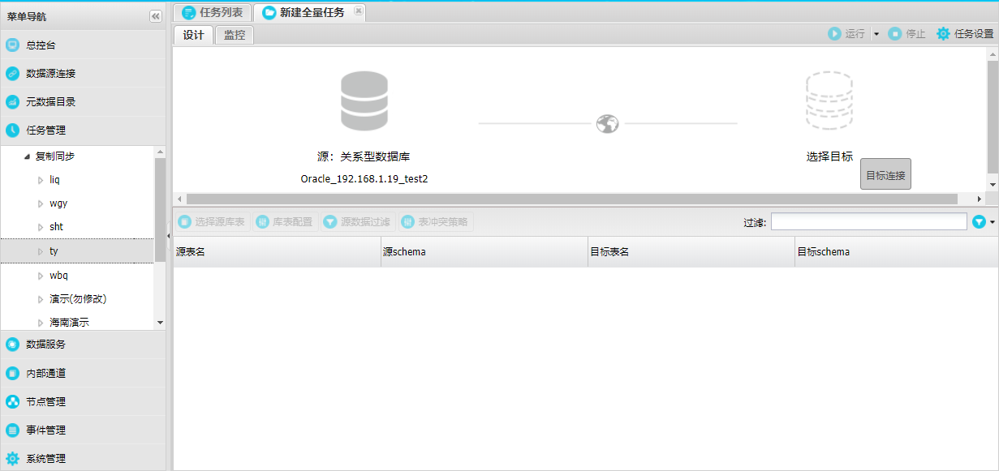 菜单导航
任务列表
新建全量任务
设计
监控
运行
停止
任务设置
总控台
数据源连接
元数据目录
任务管理
复制同步
liq
wgy
sht
ty
wbq
演示(勿修改)
海南演示
数据服务
内部通道
节点管理
事件管理
系统管理
源：关系型数据库
Oracle_192.168.1.19_test2
选择目标
目标连接
选择源库表
库表配置
源数据过滤
表冲突策略
过滤:
源表名
源schema
目标表名
目标schema